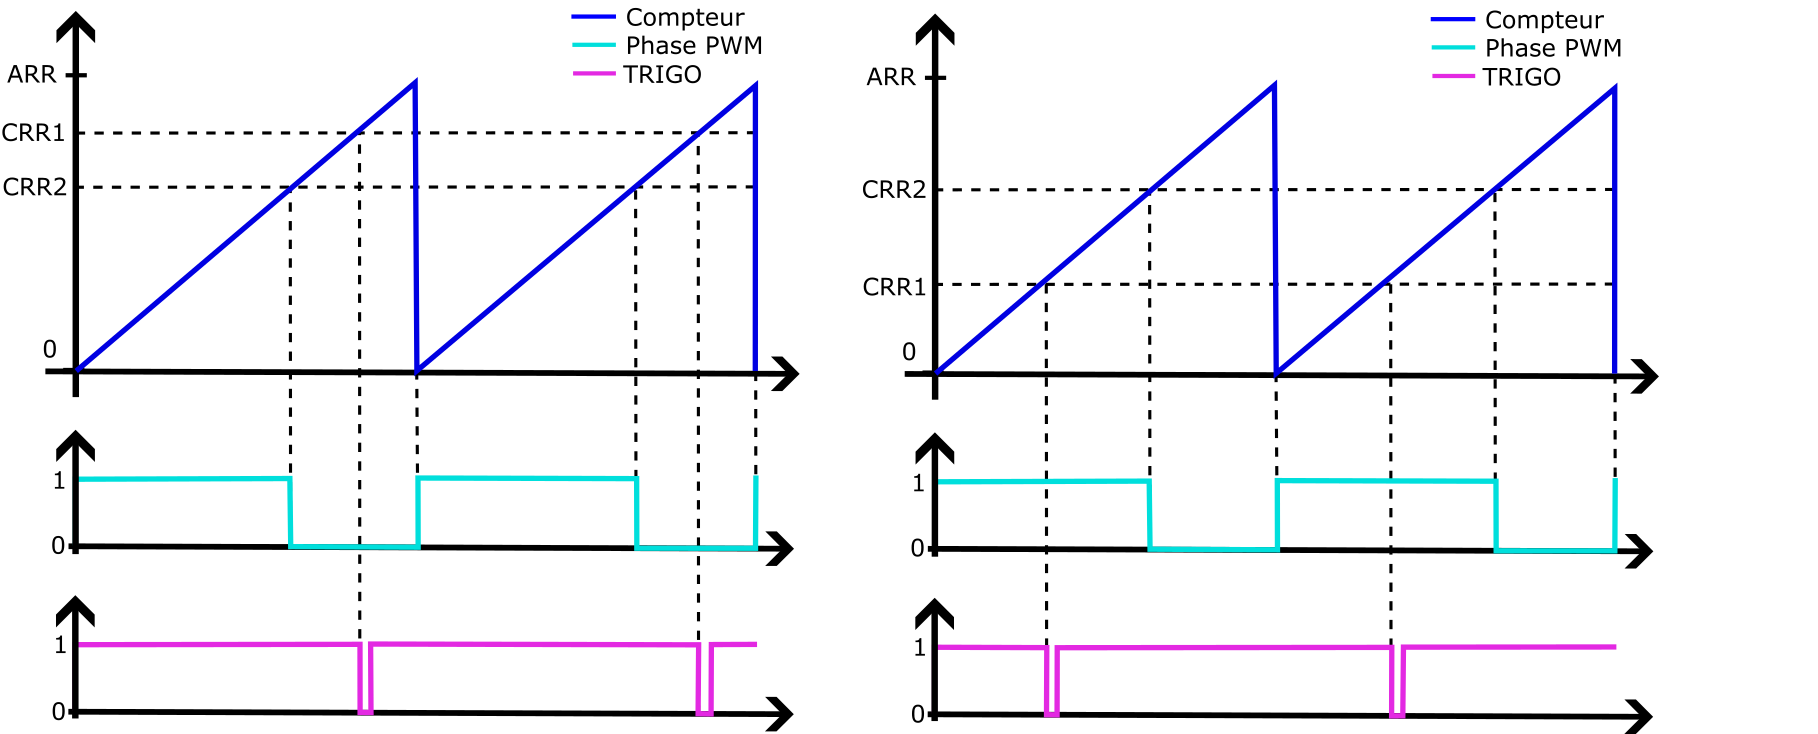 Compteur
Phase PWM
TRIGO
ARR
CRR1
CRR2
0
1
0
1
0
Compteur
Phase PWM
TRIGO
ARR
CRR2
CRR1
0
1
0
1
0